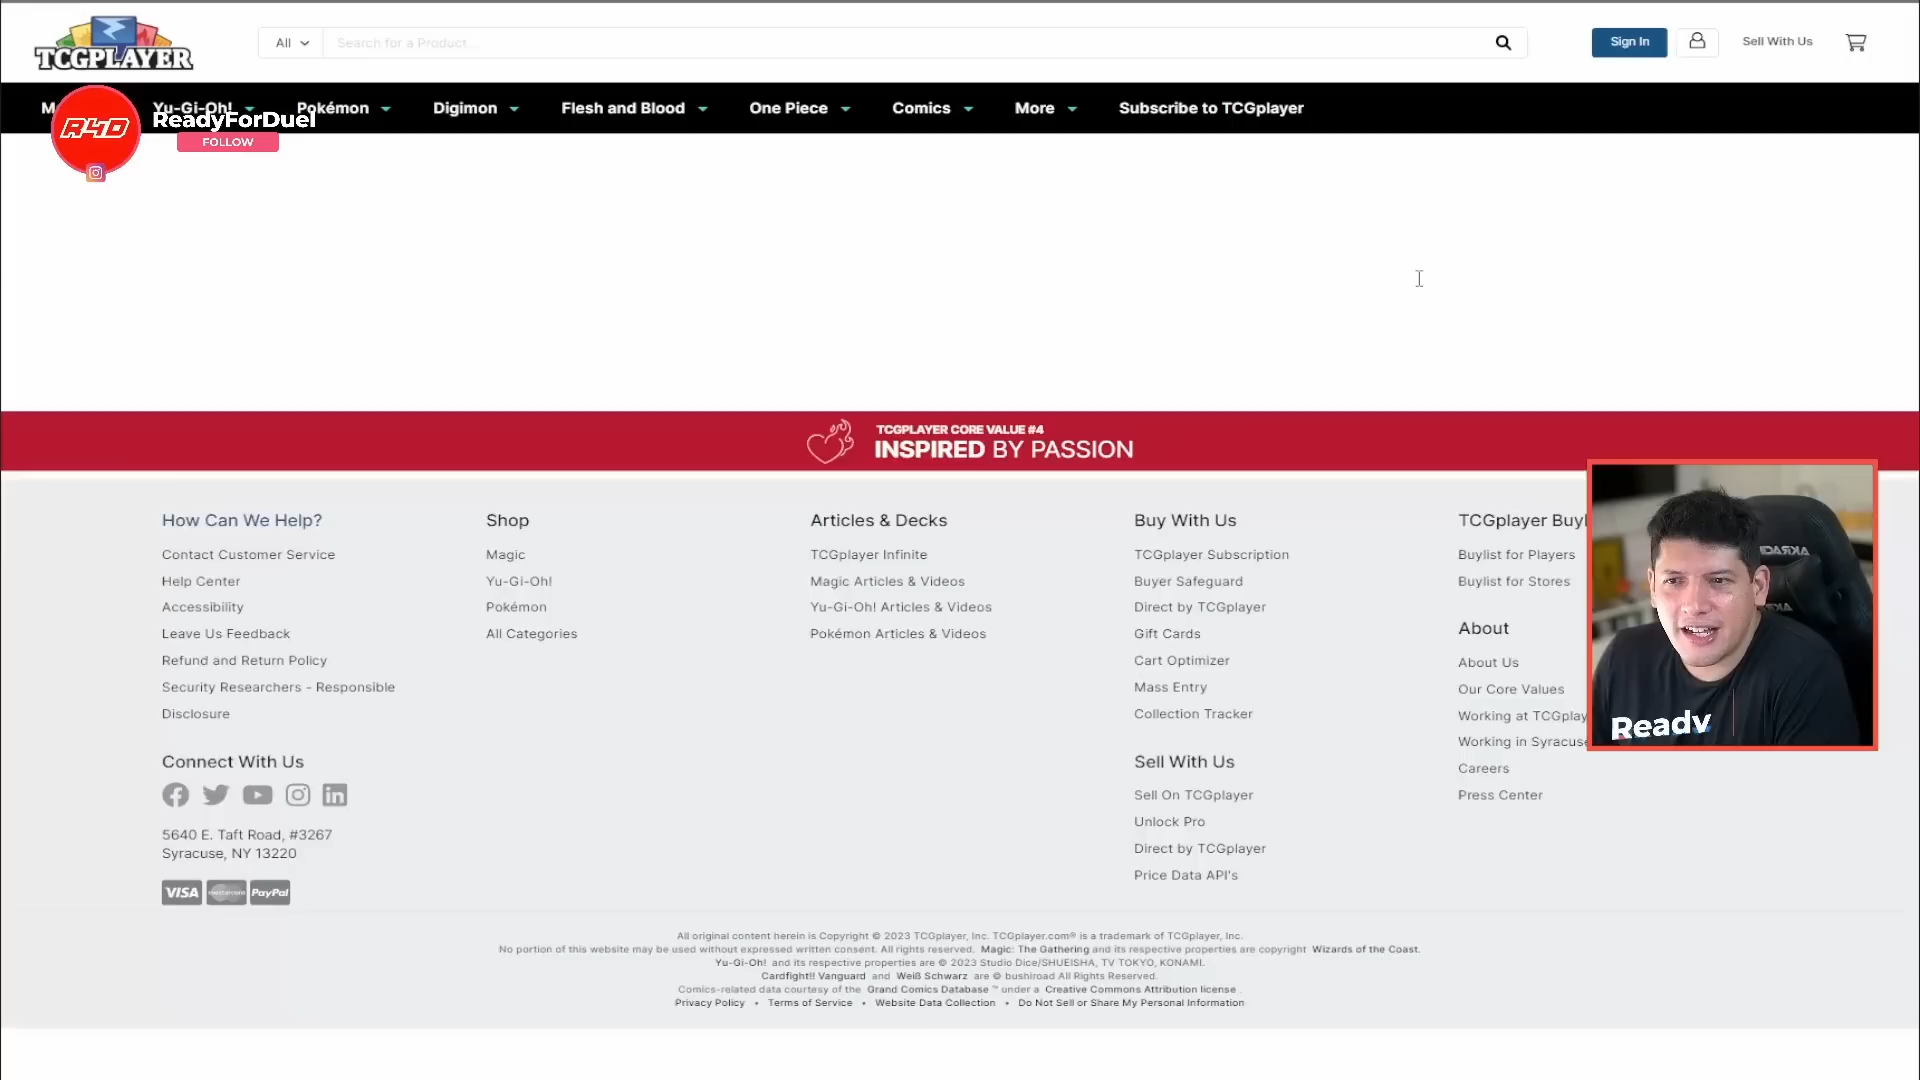 TCGPLAYER
All
Search for a Product...
Sign In
Sell With Us
Yu-Gi-Oh!
Pokémon
Digimon
Flesh and Blood
One Piece
Comics
More
Subscribe to TCGplayer
R4D
ReadyForDuel
FOLLOW
TCGPLAYER CORE VALUE #4
INSPIRED BY PASSION
How Can We Help?
Contact Customer Service
Help Center
Accessibility
Leave Us Feedback
Refund and Return Policy
Security Researchers - Responsible
Disclosure
Connect With Us
5640 E. Taft Road, #3267
Syracuse, NY 13220
VISA
PayPal
Shop
Magic
Yu-Gi-Oh!
Pokémon
All Categories
Articles & Decks
TCGplayer Infinite
Magic Articles & Videos
Yu-Gi-Oh! Articles & Videos
Pokémon Articles & Videos
Buy With Us
TCGplayer Subscription
Buyer Safeguard
Direct by TCGplayer
Gift Cards
Cart Optimizer
Mass Entry
Collection Tracker
Sell With Us
Sell On TCGplayer
Unlock Pro
Direct by TCGplayer
Price Data API's
TCGplayer Buyl
Buylist for Players
Buylist for Stores
About
About Us
Our Core Values
Working at TCGplay
Working in Syracuse
Careers
Press Center
Ready
All original content herein is Copyright © 2023 TCGplayer, Inc. TCGplayer.com® is a trademark of TCGplayer, Inc.
No portion of this website may be used without expressed written consent. All rights reserved. Magic: The Gathering and its respective properties are copyright Wizards of the Coast.
Yu-Gi-Oh! and its respective properties are © 2023 Studio Dice/SHUEISHA, TV TOKYO, KONAMI.
Cardfight!! Vanguard and Weiß Schwarz are © bushiroad All Rights Reserved.
Comics-related data courtesy of the Grand Comics Database ™ under a Creative Commons Attribution license.
Privacy Policy • Terms of Service • Website Data Collection • Do Not Sell or Share My Personal Information